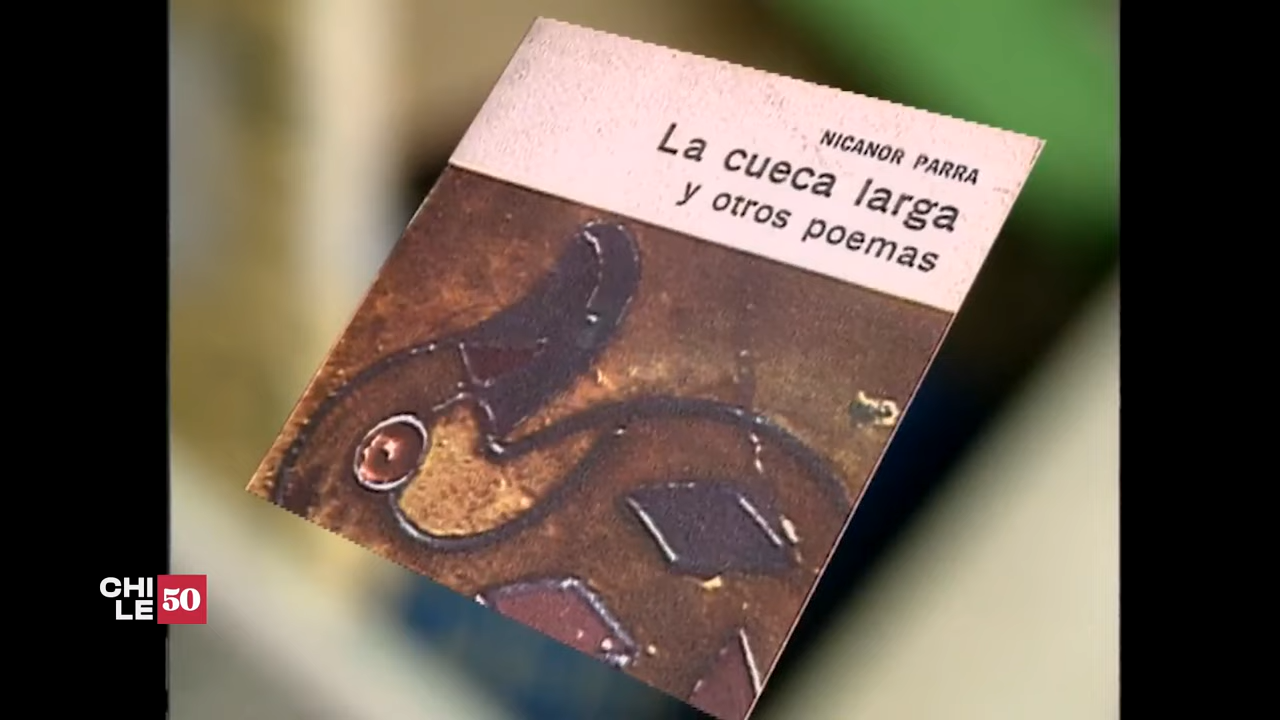 NICANOR PARRA
La cueca larga
y otros poemas
CHI
LE 50